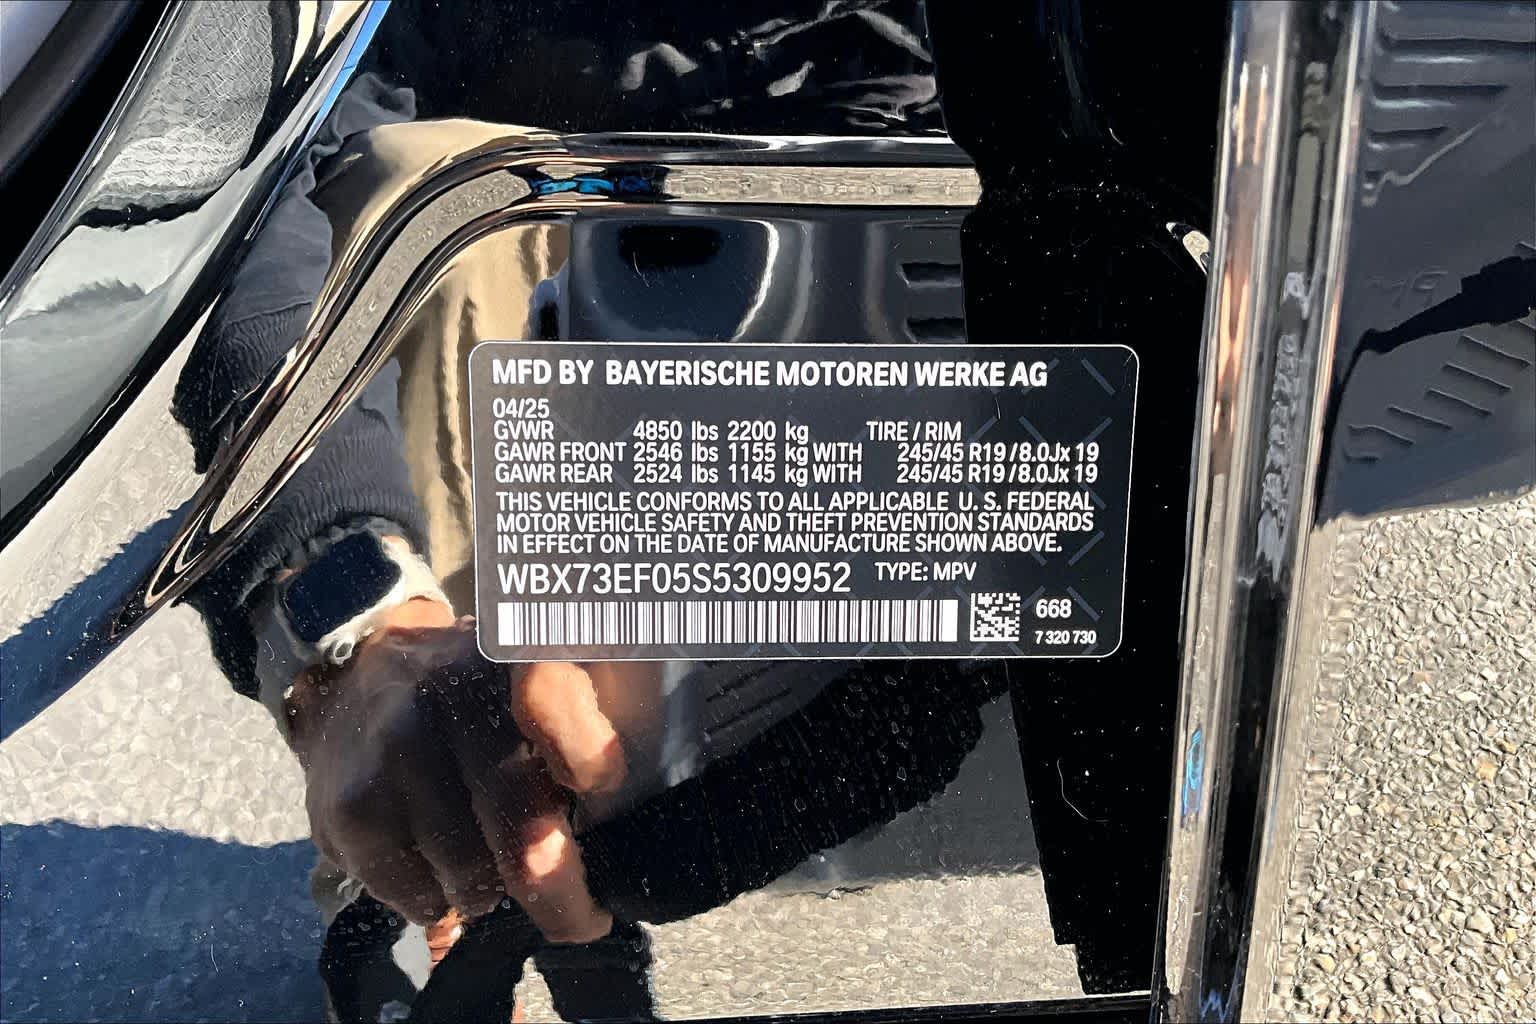 MFD BY BAYERISCHE MOTOREN WERKE AG
04/25
GVWR 4850 lbs 2200 kg TIRE / RIM
GAWR FRONT 2546 lbs 1155 kg WITH 245/45 R19 / 8.0Jx 19
GAWR REAR 2524 lbs 1145 kg WITH 245/45 R19 / 8.0Jx 19
THIS VEHICLE CONFORMS TO ALL APPLICABLE U. S. FEDERAL
MOTOR VEHICLE SAFETY AND THEFT PREVENTION STANDARDS
IN EFFECT ON THE DATE OF MANUFACTURE SHOWN ABOVE.
WBX73EF05S5309952 TYPE: MPV
668
7 320 730